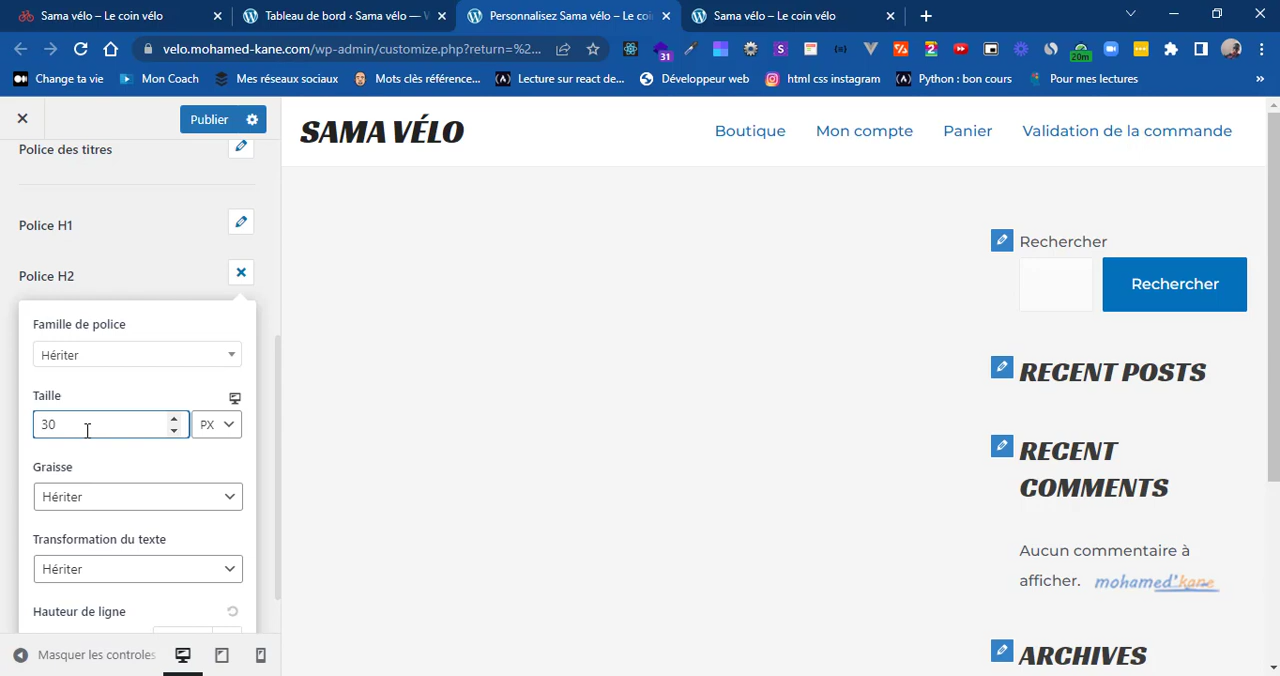 Sama vélo – Le coin vélo
Tableau de bord ‹ Sama vélo — W
Personnalisez Sama vélo – Le coin
Sama vélo – Le coin vélo
velo.mohamed-kane.com/wp-admin/customize.php?return=%2...
31
20m
Change ta vie
Mon Coach
Mes réseaux sociaux
Mots clés référence...
Lecture sur react de...
Développeur web
html css instagram
Python : bon cours
Pour mes lectures
Publier
SAMA VÉLO
Boutique
Mon compte
Panier
Validation de la commande
Police des titres
Police H1
Police H2
Famille de police
Hériter
Taille
30
PX
Graisse
Hériter
Transformation du texte
Hériter
Hauteur de ligne
Masquer les controles
Rechercher
Rechercher
RECENT POSTS
RECENT
COMMENTS
Aucun commentaire à
afficher.
mohamed'kane
ARCHIVES